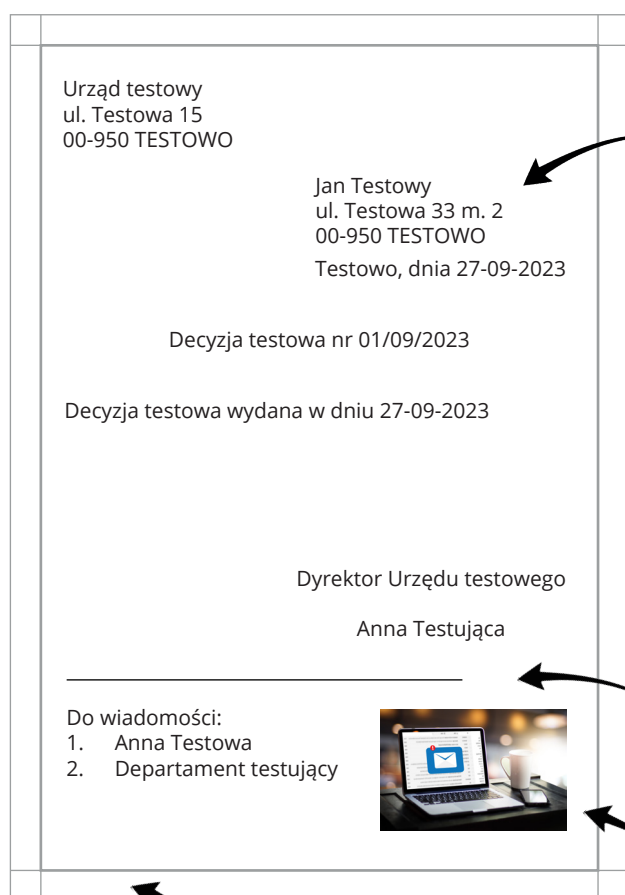 Urząd testowy
ul. Testowa 15
00-950 TESTOWO
Jan Testowy
ul. Testowa 33 m. 2
00-950 TESTOWO
Testowo, dnia 27-09-2023
Decyzja testowa nr 01/09/2023
Decyzja testowa wydana w dniu 27-09-2023
Dyrektor Urzędu testowego
Anna Testująca
Do wiadomości:
1. Anna Testowa
2. Departament testujący